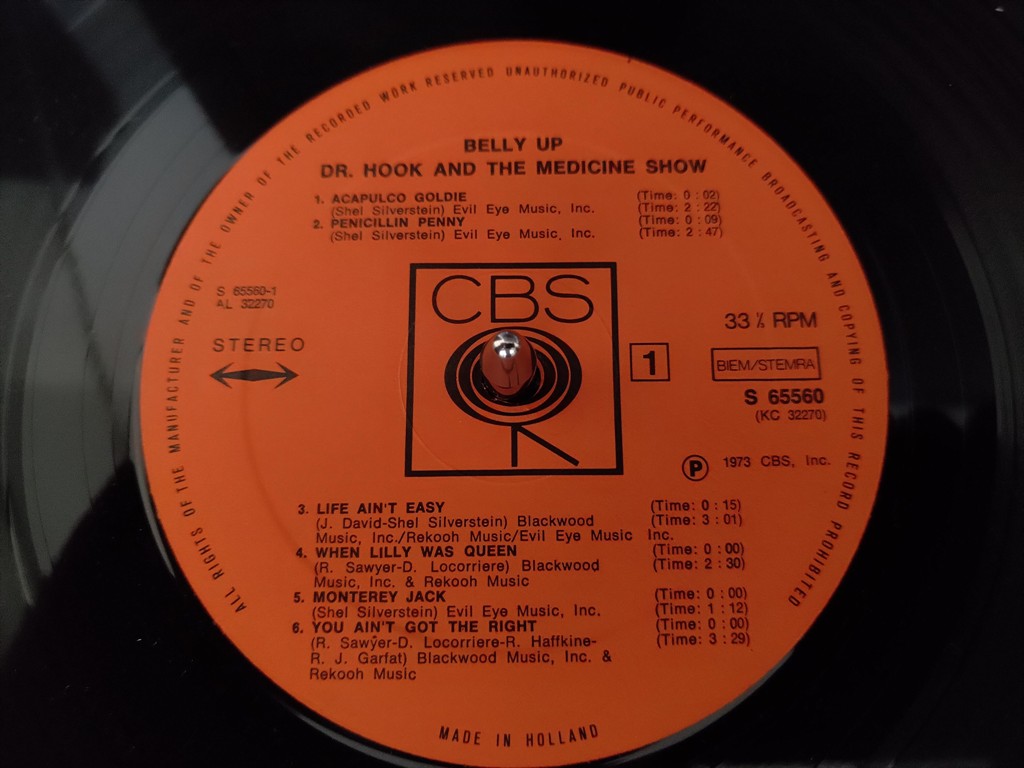 ALL RIGHTS OF THE MANUFACTURER AND OF THE OWNER OF THE RECORDED WORK RESERVED UNAUTHORIZED PUBLIC PERFORMANCE BROADCASTING AND COPYING OF THIS RECORD PROHIBITED
BELLY UP
DR. HOOK AND THE MEDICINE SHOW
1. ACAPULCO GOLDIE (Time: 0 : 02)
(Shel Silverstein) Evil Eye Music, Inc. (Time: 2 : 22)
2. PENICILLIN PENNY (Time: 0 : 09)
(Shel Silverstein) Evil Eye Music, Inc. (Time: 2 : 47)
CBS
S 65560-1
AL 32270
STEREO
1
33 ⅓ RPM
BIEM/STEMRA
S 65560
(KC 32270)
Ⓟ 1973 CBS, Inc.
3. LIFE AIN'T EASY (Time: 0 : 15)
(J. David-Shel Silverstein) Blackwood (Time: 3 : 01)
Music, Inc./Rekooh Music/Evil Eye Music Inc.
4. WHEN LILLY WAS QUEEN (Time: 0 : 00)
(R. Sawyer-D. Locorriere) Blackwood (Time: 2 : 30)
Music, Inc. & Rekooh Music
5. MONTEREY JACK (Time: 0 : 00)
(Shel Silverstein) Evil Eye Music, Inc. (Time: 1 : 12)
6. YOU AIN'T GOT THE RIGHT (Time: 0 : 00)
(R. Sawyer-D. Locorriere-R. Haffkine- (Time: 3 : 29)
R. J. Garfat) Blackwood Music, Inc. &
Rekooh Music
MADE IN HOLLAND